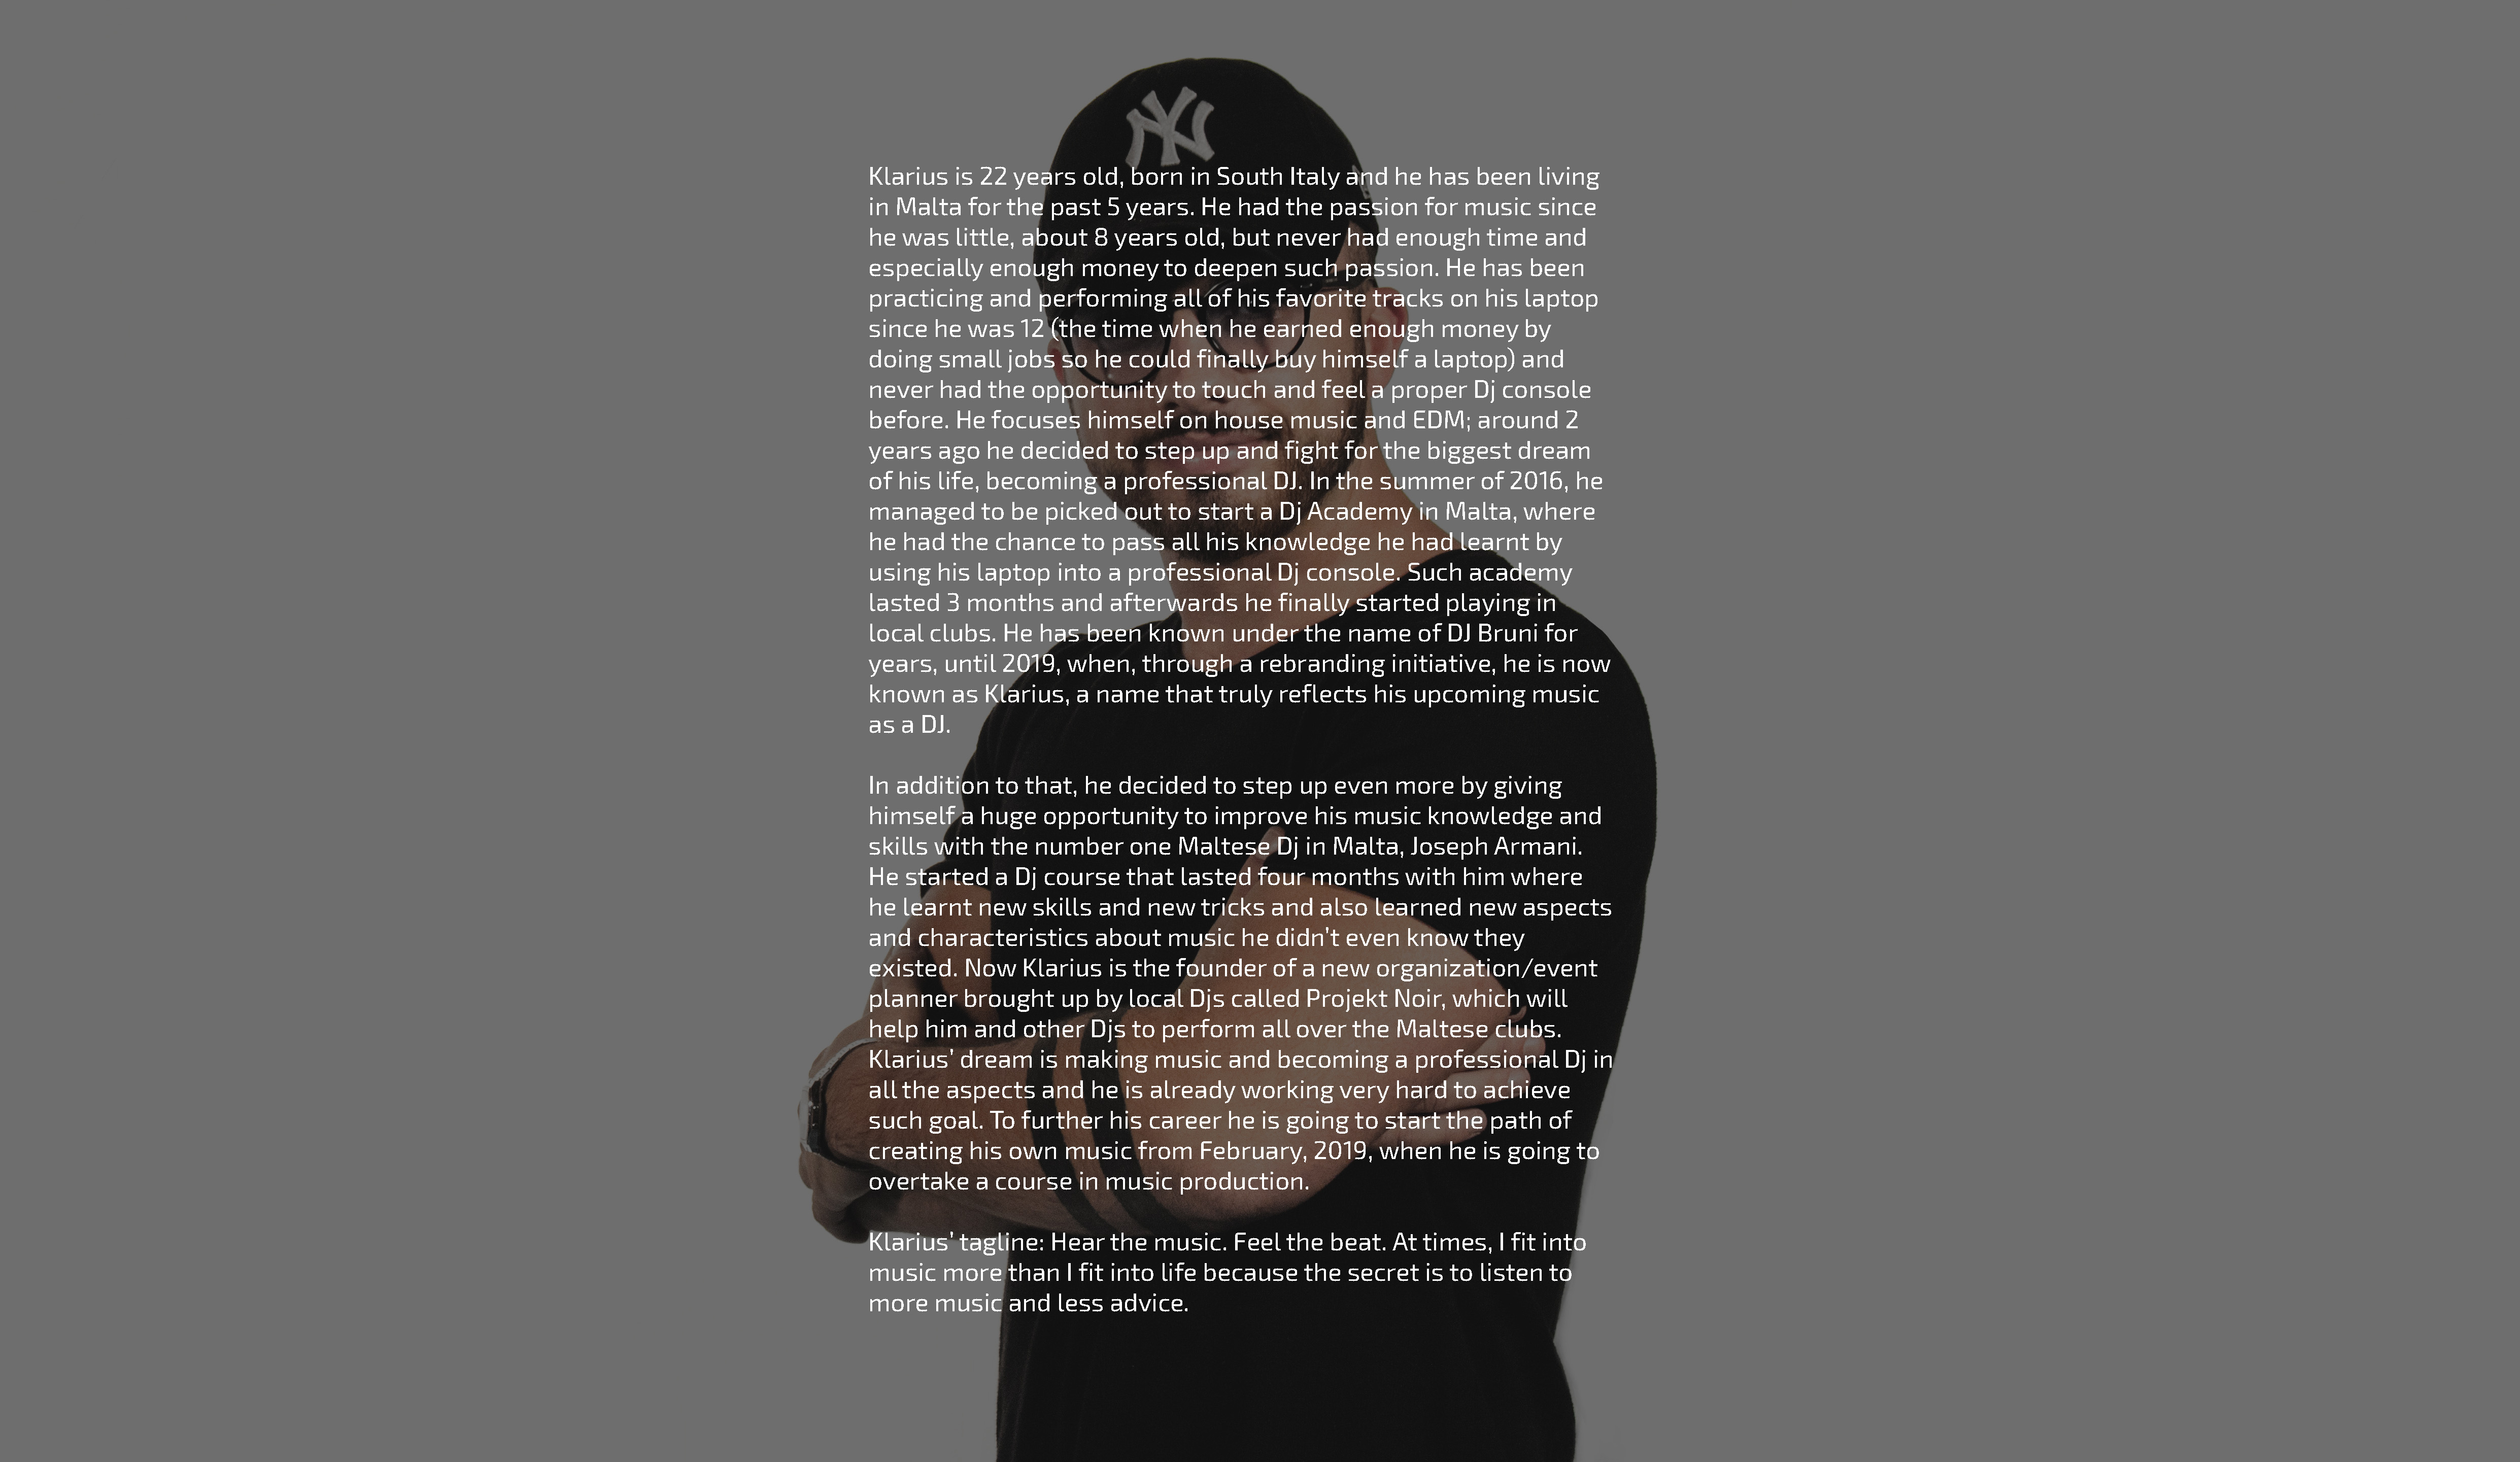 NY
Klarius is 22 years old, born in South Italy and he has been living
in Malta for the past 5 years. He had the passion for music since
he was little, about 8 years old, but never had enough time and
especially enough money to deepen such passion. He has been
practicing and performing all of his favorite tracks on his laptop
since he was 12 (the time when he earned enough money by
doing small jobs so he could finally buy himself a laptop) and
never had the opportunity to touch and feel a proper Dj console
before. He focuses himself on house music and EDM; around 2
years ago he decided to step up and fight for the biggest dream
of his life, becoming a professional DJ. In the summer of 2016, he
managed to be picked out to start a Dj Academy in Malta, where
he had the chance to pass all his knowledge he had learnt by
using his laptop into a professional Dj console. Such academy
lasted 3 months and afterwards he finally started playing in
local clubs. He has been known under the name of DJ Bruni for
years, until 2019, when, through a rebranding initiative, he is now
known as Klarius, a name that truly reflects his upcoming music
as a DJ.
In addition to that, he decided to step up even more by giving
himself a huge opportunity to improve his music knowledge and
skills with the number one Maltese Dj in Malta, Joseph Armani.
He started a Dj course that lasted four months with him where
he learnt new skills and new tricks and also learned new aspects
and characteristics about music he didn't even know they
existed. Now Klarius is the founder of a new organization/event
planner brought up by local Djs called Projekt Noir, which will
help him and other Djs to perform all over the Maltese clubs.
Klarius' dream is making music and becoming a professional Dj in
all the aspects and he is already working very hard to achieve
such goal. To further his career he is going to start the path of
creating his own music from February, 2019, when he is going to
overtake a course in music production.
Klarius' tagline: Hear the music. Feel the beat. At times, I fit into
music more than I fit into life because the secret is to listen to
more music and less advice.